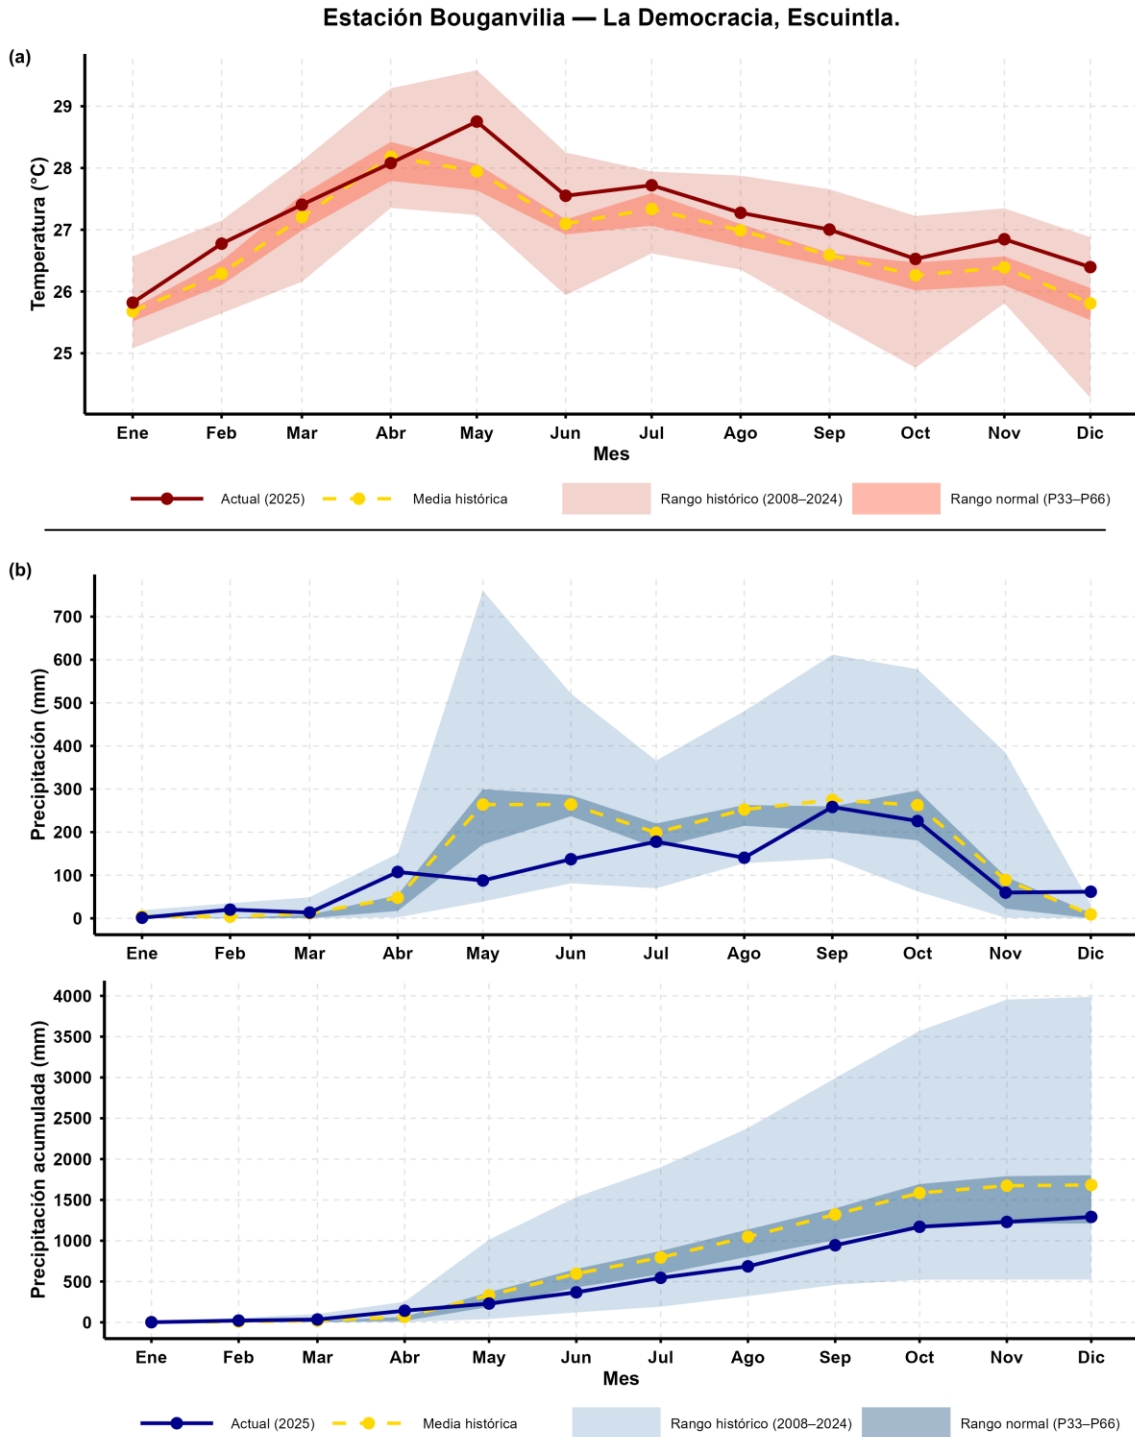 Estación Bouganvilia — La Democracia, Escuintla.
(a)
Temperatura (°C)
29
28
27
26
25
Ene Feb Mar Abr May Jun Jul Ago Sep Oct Nov Dic
Mes
Actual (2025) Media histórica Rango histórico (2008–2024) Rango normal (P33–P66)
(b)
Precipitación (mm)
700
600
500
400
300
200
100
0
Ene Feb Mar Abr May Jun Jul Ago Sep Oct Nov Dic
Precipitación acumulada (mm)
4000
3500
3000
2500
2000
1500
1000
500
0
Ene Feb Mar Abr May Jun Jul Ago Sep Oct Nov Dic
Mes
Actual (2025) Media histórica Rango histórico (2008–2024) Rango normal (P33–P66)